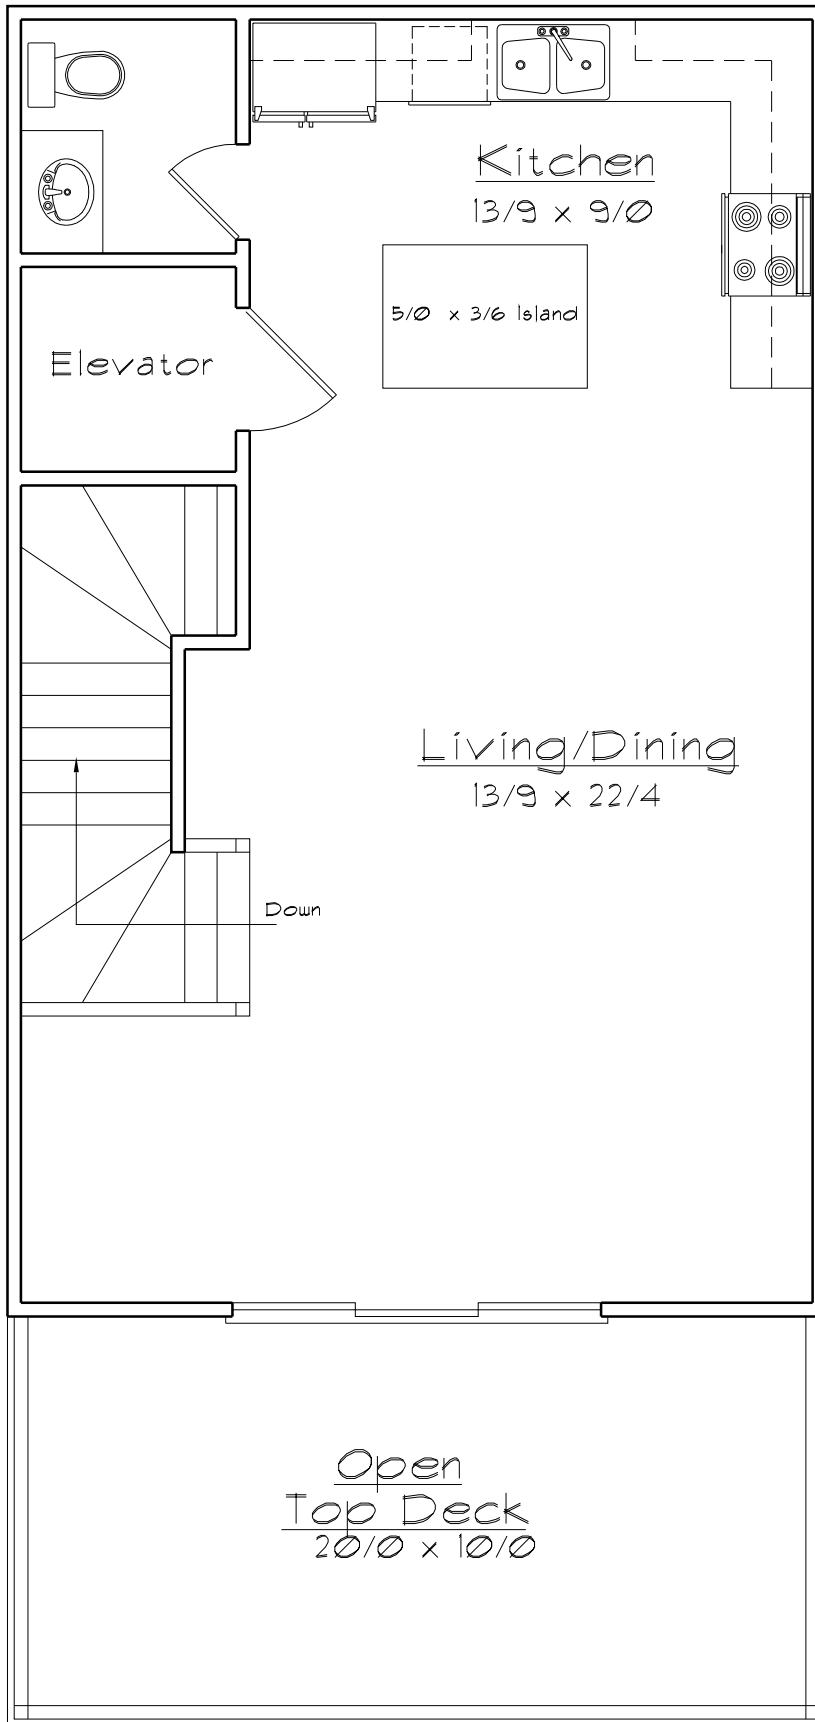 Kitchen
13/9 x 9/0
5/0 x 3/6 Island
Elevator
Living/Dining
13/9 x 22/4
Down
Open
Top Deck
20/0 x 10/0